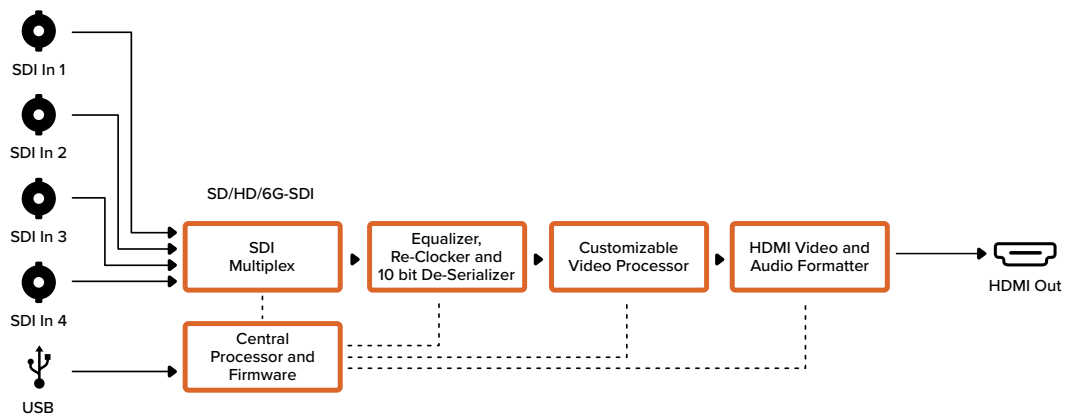 SDI In 1
SDI In 2
SDI In 3
SDI In 4
USB
SD/HD/6G-SDI
SDI
Multiplex
Equalizer,
Re-Clocker and
10 bit De-Serializer
Customizable
Video Processor
HDMI Video and
Audio Formatter
HDMI Out
Central
Processor and
Firmware